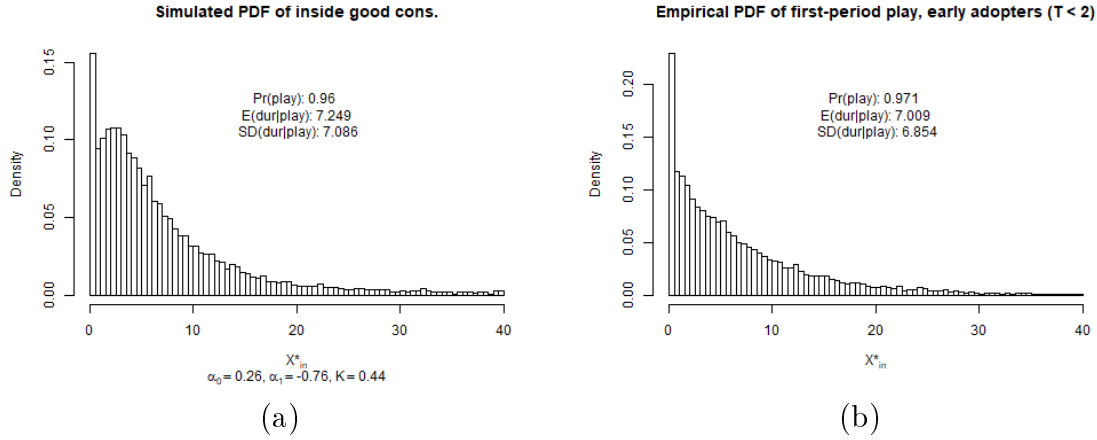 Simulated PDF of inside good cons.
Pr(play): 0.96
E(dur|play): 7.249
SD(dur|play): 7.086
Density
0.00
0.05
0.10
0.15
0 10 20 30 40
X*in
α0 = 0.26, α1 = -0.76, K = 0.44
(a)
Empirical PDF of first-period play, early adopters (T < 2)
Pr(play): 0.971
E(dur|play): 7.009
SD(dur|play): 6.854
Density
0.00
0.05
0.10
0.15
0.20
0 10 20 30 40
X*in
(b)